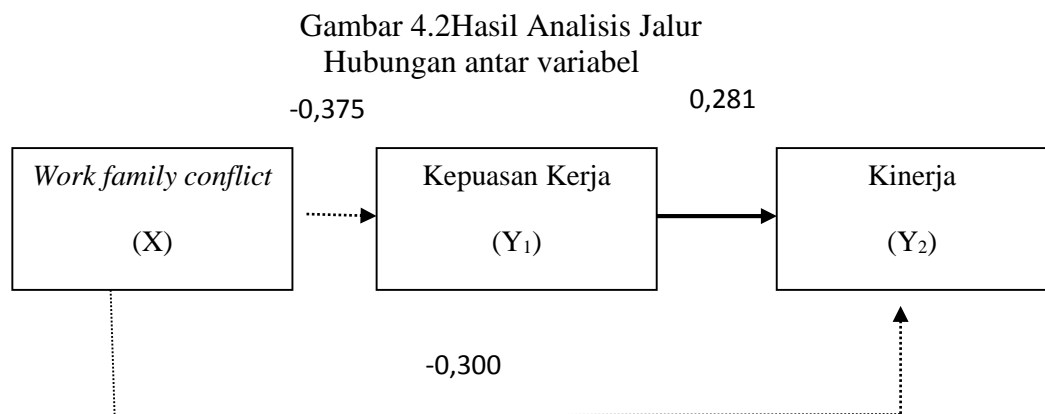 Gambar 4.2Hasil Analisis Jalur
Hubungan antar variabel
-0,375
0,281
Work family conflict
(X)
Kepuasan Kerja
(Y₁)
Kinerja
(Y₂)
-0,300